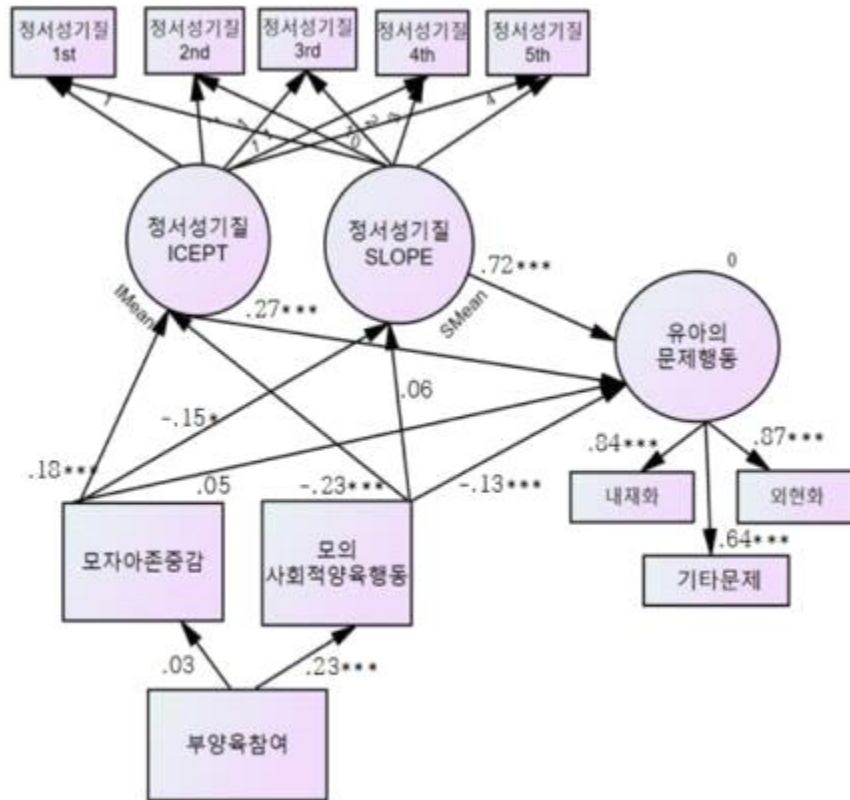 정서성기질
1st
정서성기질
2nd
정서성기질
3rd
정서성기질
4th
정서성기질
5th
1
1
1
4
정서성기질
ICEPT
정서성기질
SLOPE
IMean
SMean
.72***
0
.27***
유아의
문제행동
.06
-.15*
.84***
.87***
.18***
.05
-.23***
-.13***
내재화
외현화
.64***
모자아존중감
모의
사회적양육행동
기타문제
.03
.23***
부양육참여